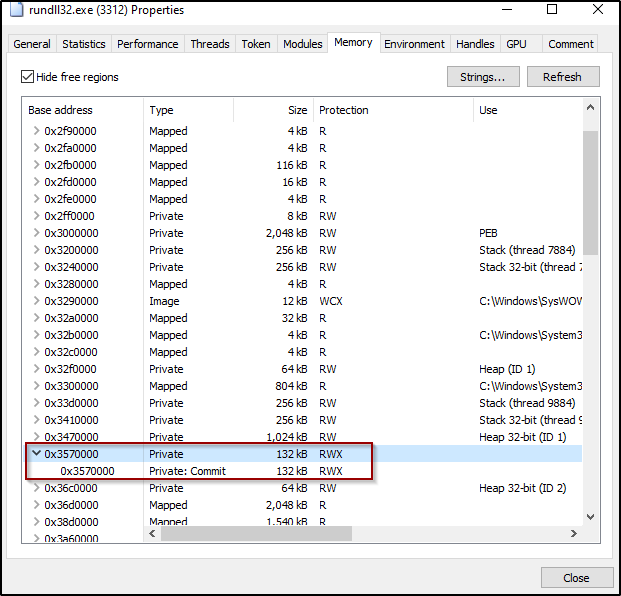 rundll32.exe (3312) Properties
General Statistics Performance Threads Token Modules Memory Environment Handles GPU Comment
Hide free regions Strings... Refresh
Base address Type Size Protection Use
0x2f90000 Mapped 4 kB R
0x2fa0000 Mapped 4 kB R
0x2fb0000 Mapped 116 kB R
0x2fd0000 Mapped 16 kB R
0x2fe0000 Mapped 4 kB R
0x2ff0000 Private 8 kB RW
0x3000000 Private 2,048 kB RW PEB
0x3200000 Private 256 kB RW Stack (thread 7884)
0x3240000 Private 256 kB RW Stack 32-bit (thread 7
0x3280000 Mapped 4 kB R
0x3290000 Image 12 kB WCX C:\Windows\SysWOW
0x32a0000 Mapped 32 kB R
0x32b0000 Mapped 4 kB R C:\Windows\System3
0x32c0000 Mapped 4 kB R
0x32f0000 Private 64 kB RW Heap (ID 1)
0x3300000 Mapped 804 kB R C:\Windows\System3
0x33d0000 Private 256 kB RW Stack (thread 9884)
0x3410000 Private 256 kB RW Stack 32-bit (thread 9
0x3470000 Private 1,024 kB RW Heap 32-bit (ID 1)
0x3570000 Private 132 kB RWX
0x3570000 Private: Commit 132 kB RWX
0x36c0000 Private 64 kB RW Heap 32-bit (ID 2)
0x36d0000 Mapped 2,048 kB R
0x38d0000 Mapped 1,540 kB R
0x3a60000
Close